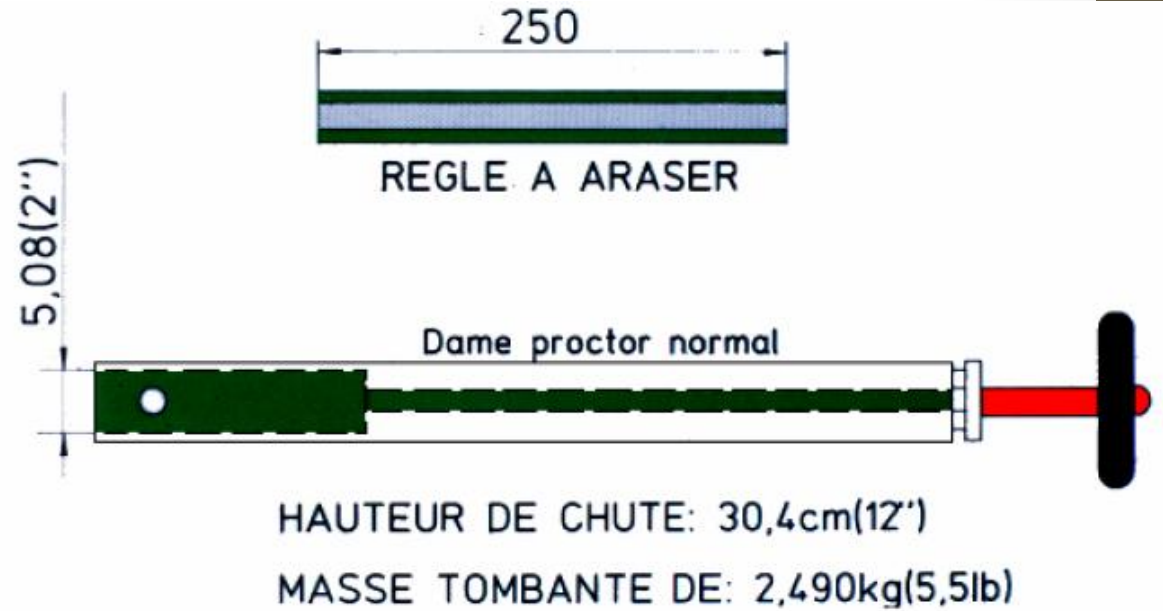 250
REGLE A ARASER
5,08(2")
Dame proctor normal
HAUTEUR DE CHUTE: 30,4cm(12")
MASSE TOMBANTE DE: 2,490kg(5,5lb)